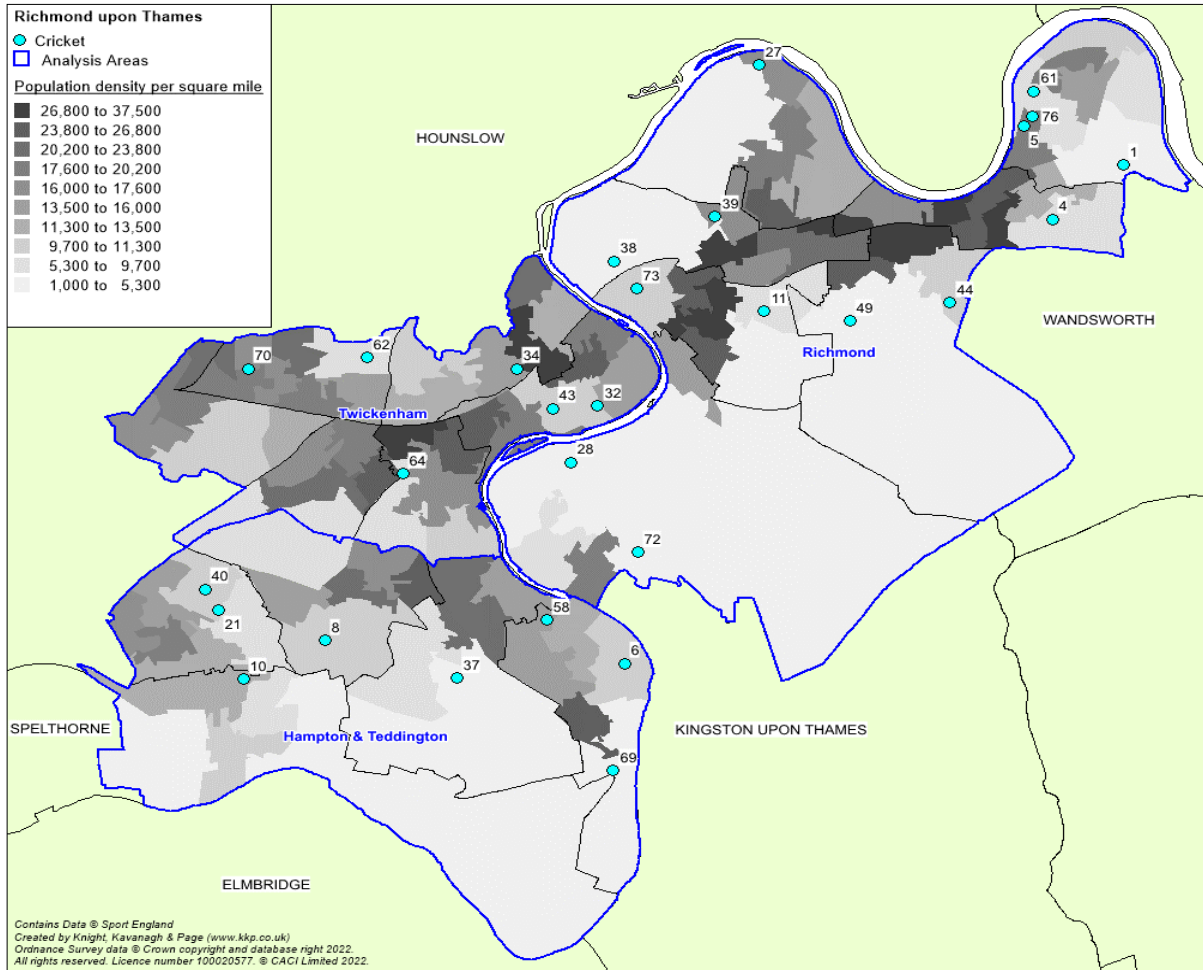 Richmond upon Thames
Cricket
Analysis Areas
Population density per square mile
26,800 to 37,500
23,800 to 26,800
20,200 to 23,800
17,600 to 20,200
16,000 to 17,600
13,500 to 16,000
11,300 to 13,500
9,700 to 11,300
5,300 to 9,700
1,000 to 5,300
27
61
76
5
HOUNSLOW
1
39
4
38
73
11
44
49
WANDSWORTH
62
70
34
Richmond
43
32
Twickenham
28
64
72
40
21
58
8
6
10
37
SPELTHORNE
Hampton & Teddington
KINGSTON UPON THAMES
69
ELMBRIDGE
Contains Data © Sport England
Created by Knight, Kavanagh & Page (www.kkp.co.uk)
Ordnance Survey data © Crown copyright and database right 2022.
All rights reserved. Licence number 100020577. © CACI Limited 2022.